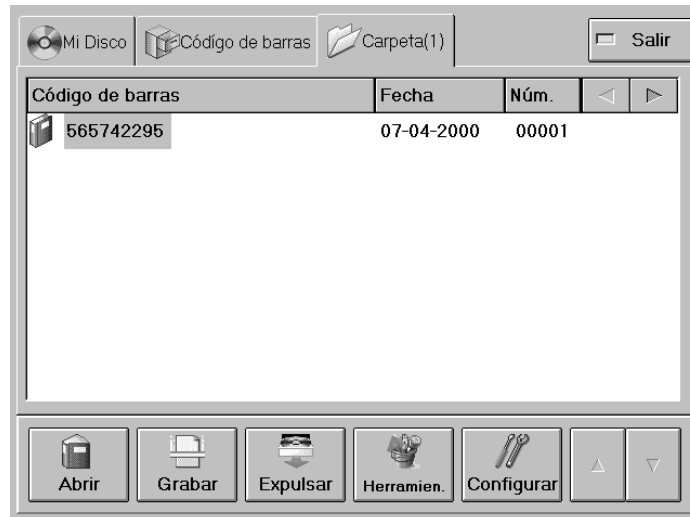 Mi Disco Código de barras Carpeta(1) Salir
Código de barras Fecha Núm.
565742295 07-04-2000 00001
Abrir Grabar Expulsar Herramien. Configurar